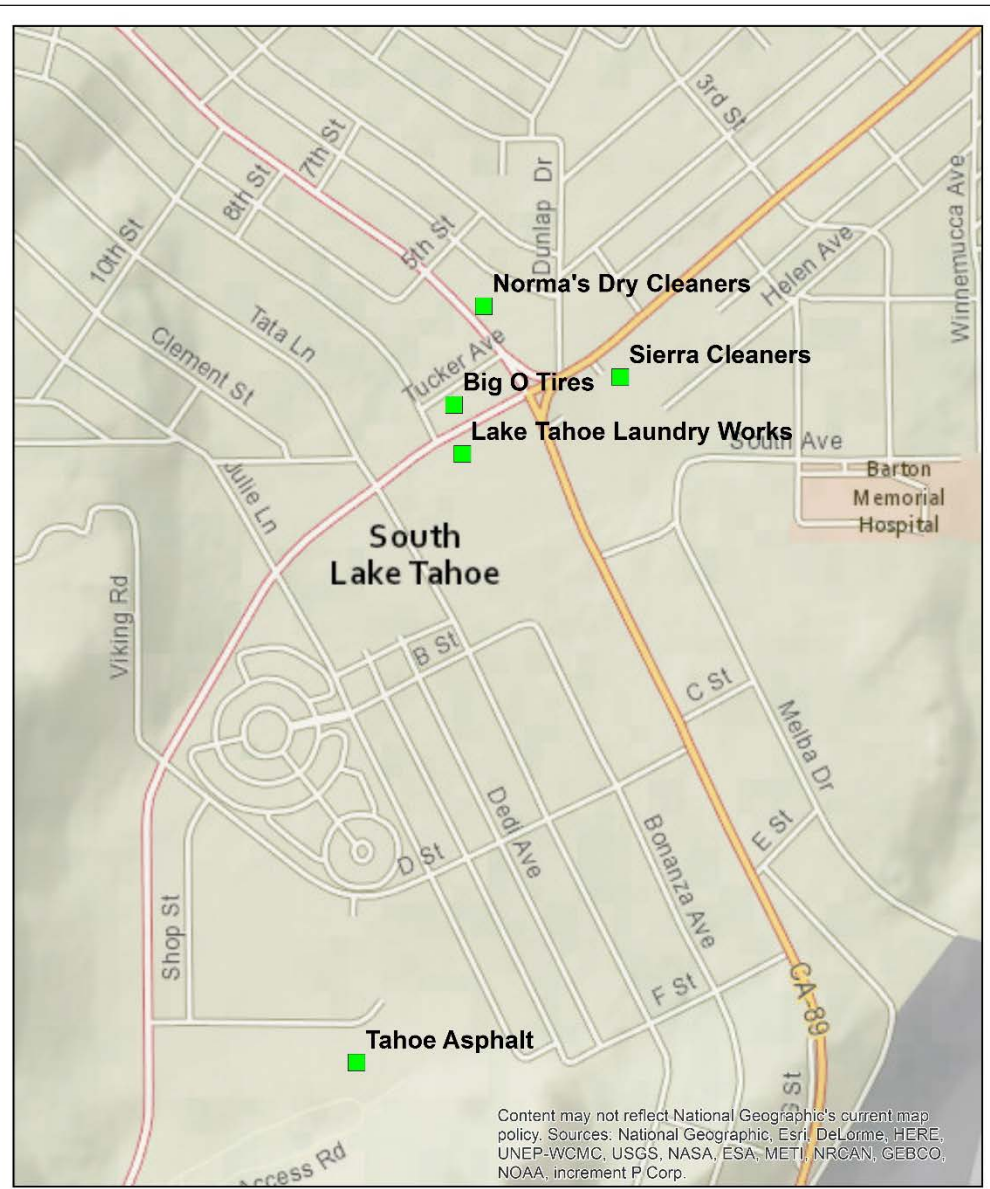 3rd St
7th St
Dunlap Dr
8th St
Winnemucca Ave
10th St
5th St
Helen Ave
Norma's Dry Cleaners
Tata Ln
Clement St
Tucker Ave
Sierra Cleaners
Big O Tires
Lake Tahoe Laundry Works
South Ave
Barton
Memorial
Hospital
Julie Ln
South
Lake Tahoe
Viking Rd
B St
C St
Melba Dr
Dedi Ave
E St
Bonanza Ave
D St
Shop St
F St
CA-89
Tahoe Asphalt
G St
Access Rd
Content may not reflect National Geographic's current map
policy. Sources: National Geographic, Esri, DeLorme, HERE,
UNEP-WCMC, USGS, NASA, ESA, METI, NRCAN, GEBCO,
NOAA, increment P Corp.